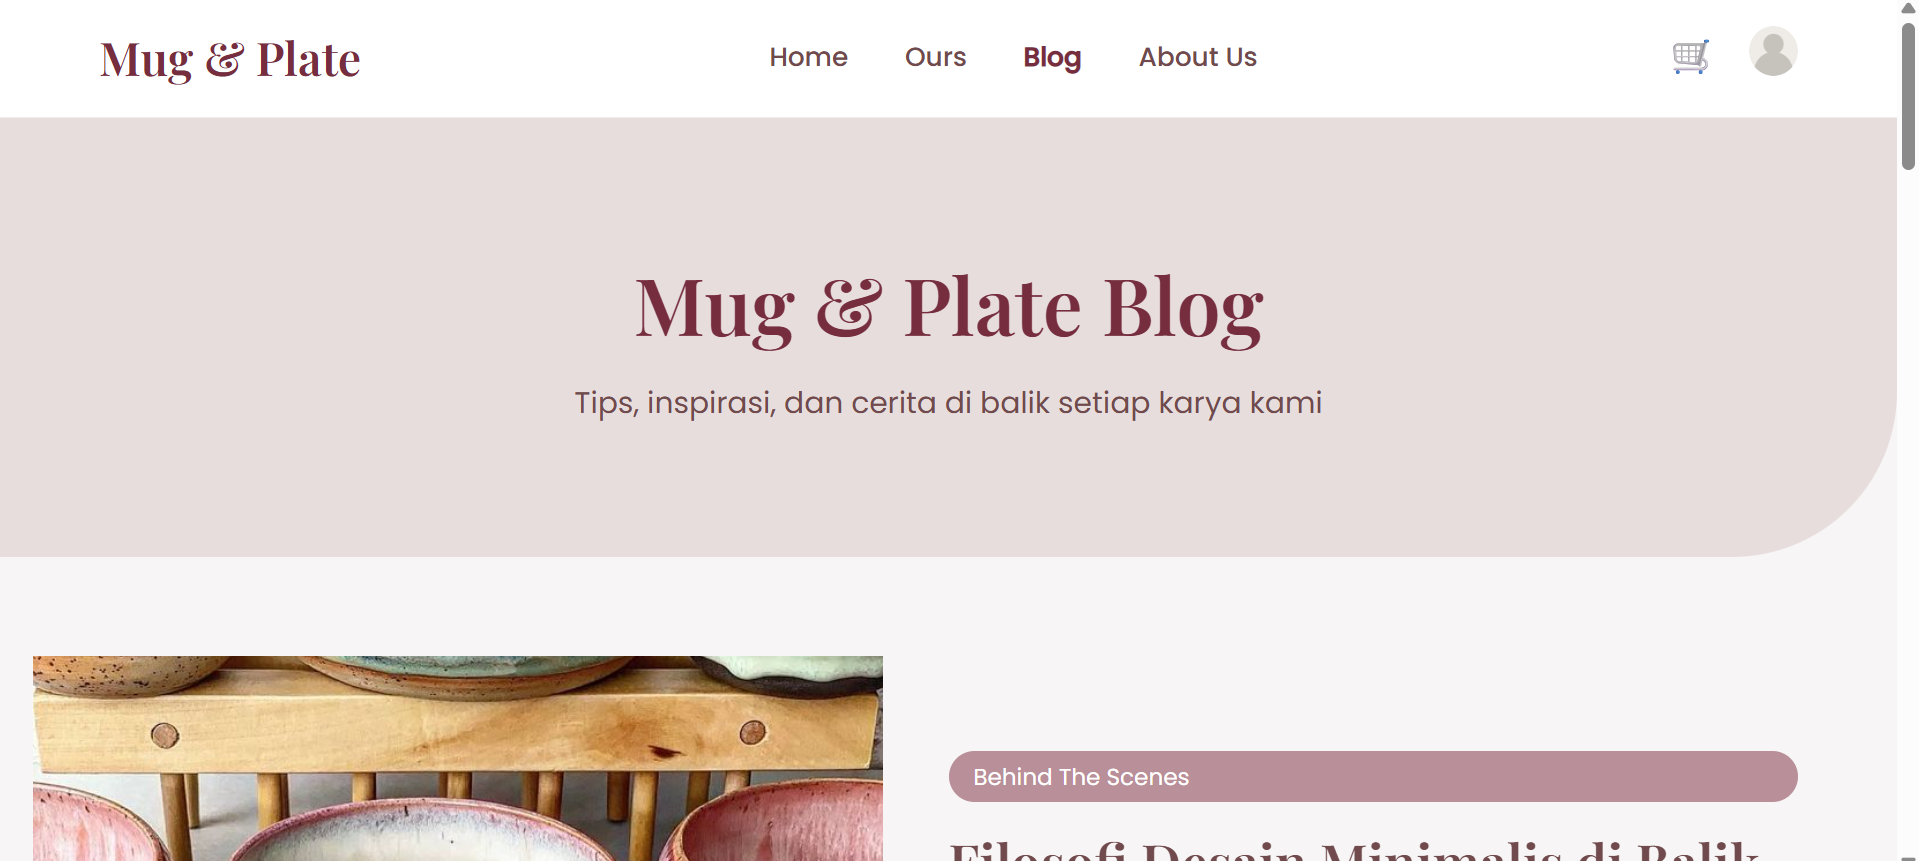 Mug & Plate
Home
Ours
Blog
About Us
Mug & Plate Blog
Tips, inspirasi, dan cerita di balik setiap karya kami
Behind The Scenes
Filosofi Desain Minimalis di Balik